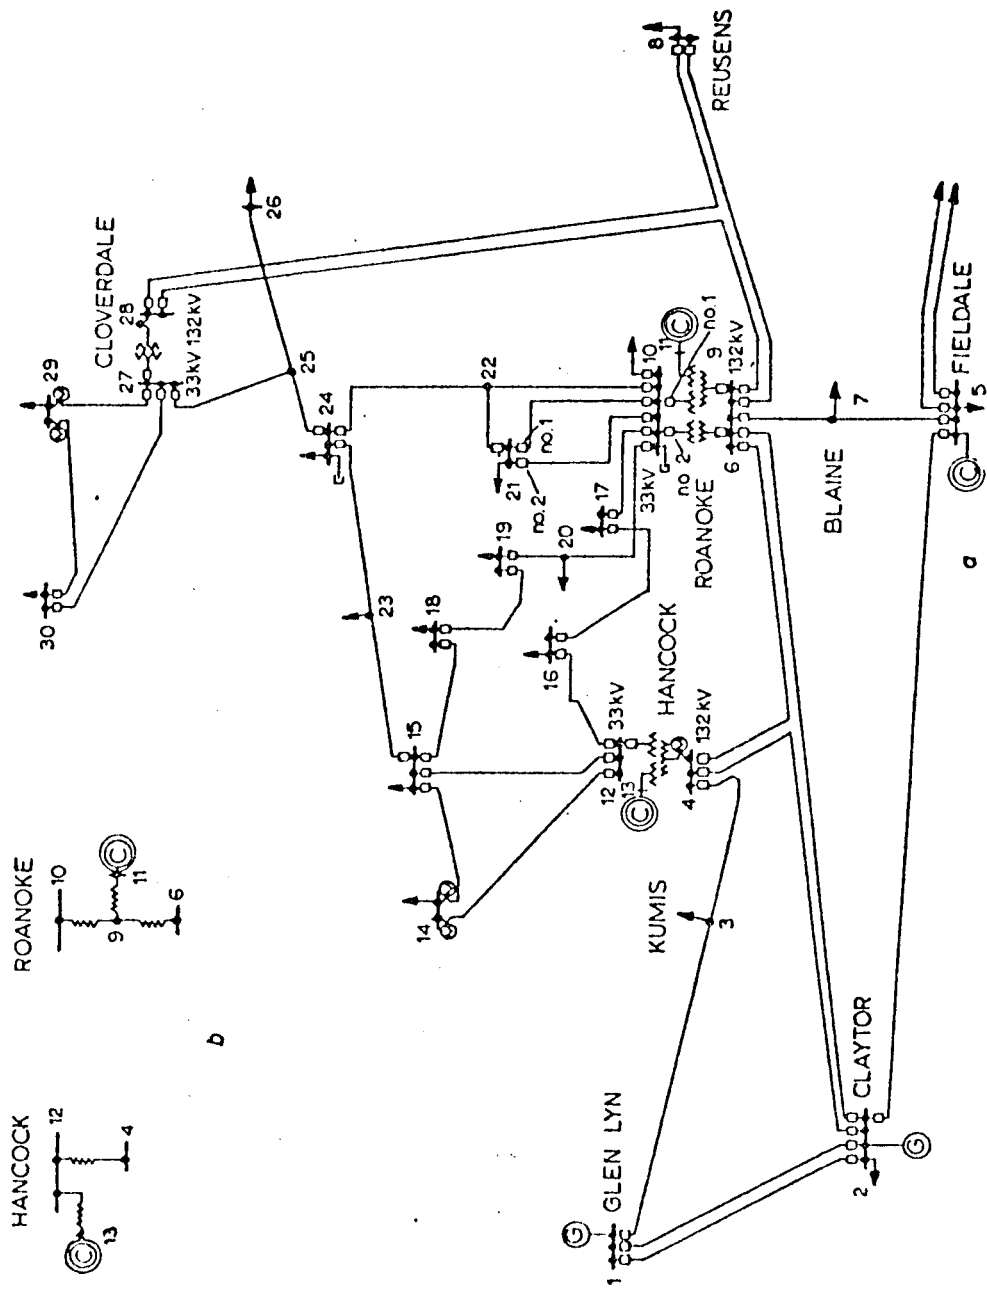 HANCOCK
12
4
C
13
ROANOKE
10
C
11
9
6
b
29
30
CLOVERDALE
28
27
33kV
132kV
26
25
24
23
22
21
no.1
no.2
15
18
19
20
17
16
14
8
REUSENS
10
C
11
no.1
9
132kV
33kV
no 2
6
ROANOKE
HANCOCK
33kV
12
13
C
132kV
4
KUMIS
3
7
BLAINE
GLEN LYN
G
1
CLAYTOR
2
G
FIELDALE
5
C
a